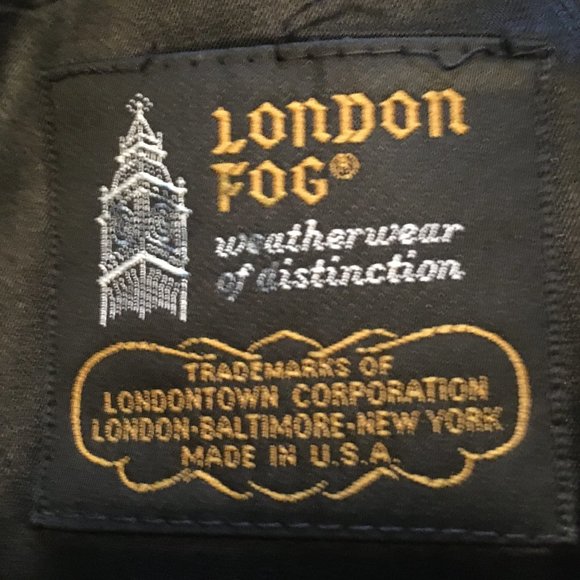 LONDON
FOG®
weatherwear
of distinction
TRADEMARKS OF
LONDONTOWN CORPORATION
LONDON-BALTIMORE-NEW YORK
MADE IN U.S.A.